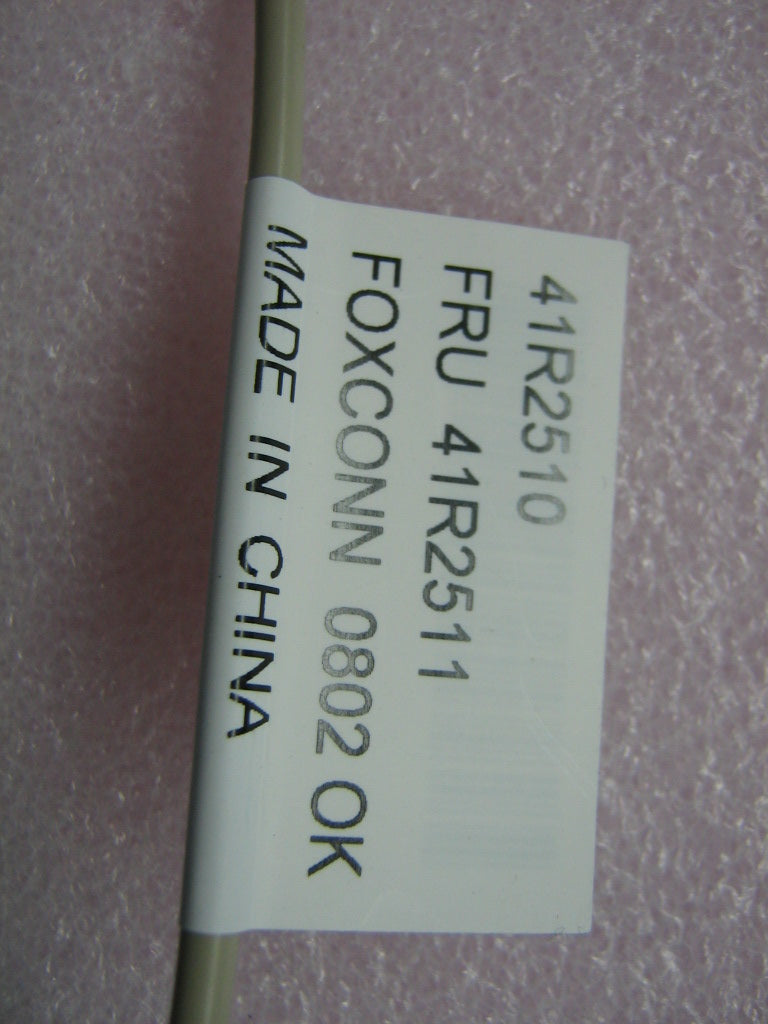 41R2510
FRU 41R2511
FOXCONN 0802 OK
MADE IN CHINA